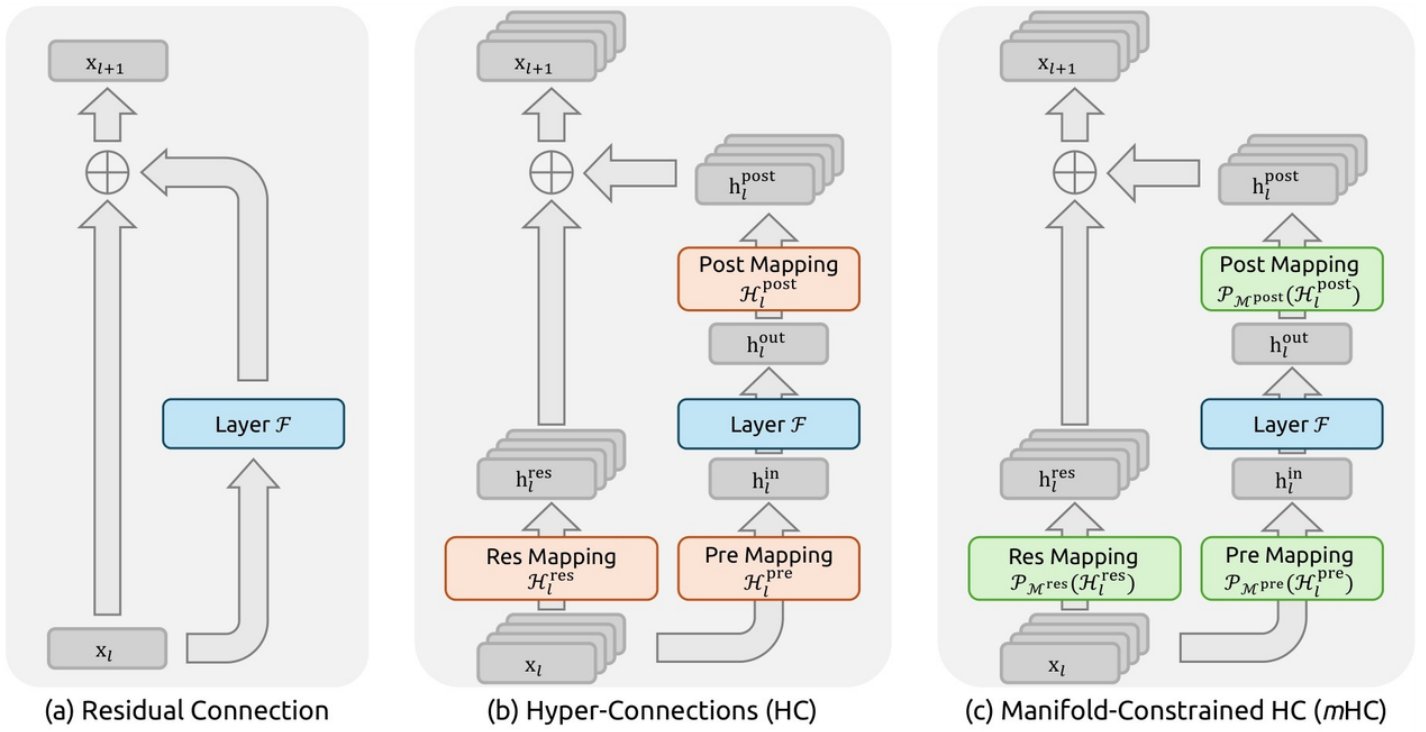 x_{l+1}
Layer ℱ
x_l
(a) Residual Connection
x_{l+1}
h_l^{post}
Post Mapping
ℋ_l^{post}
h_l^{out}
Layer ℱ
h_l^{res}
h_l^{in}
Res Mapping
ℋ_l^{res}
Pre Mapping
ℋ_l^{pre}
x_l
(b) Hyper-Connections (HC)
x_{l+1}
h_l^{post}
Post Mapping
𝒫_{ℳ^{post}}(ℋ_l^{post})
h_l^{out}
Layer ℱ
h_l^{res}
h_l^{in}
Res Mapping
𝒫_{ℳ^{res}}(ℋ_l^{res})
Pre Mapping
𝒫_{ℳ^{pre}}(ℋ_l^{pre})
x_l
(c) Manifold-Constrained HC (mHC)